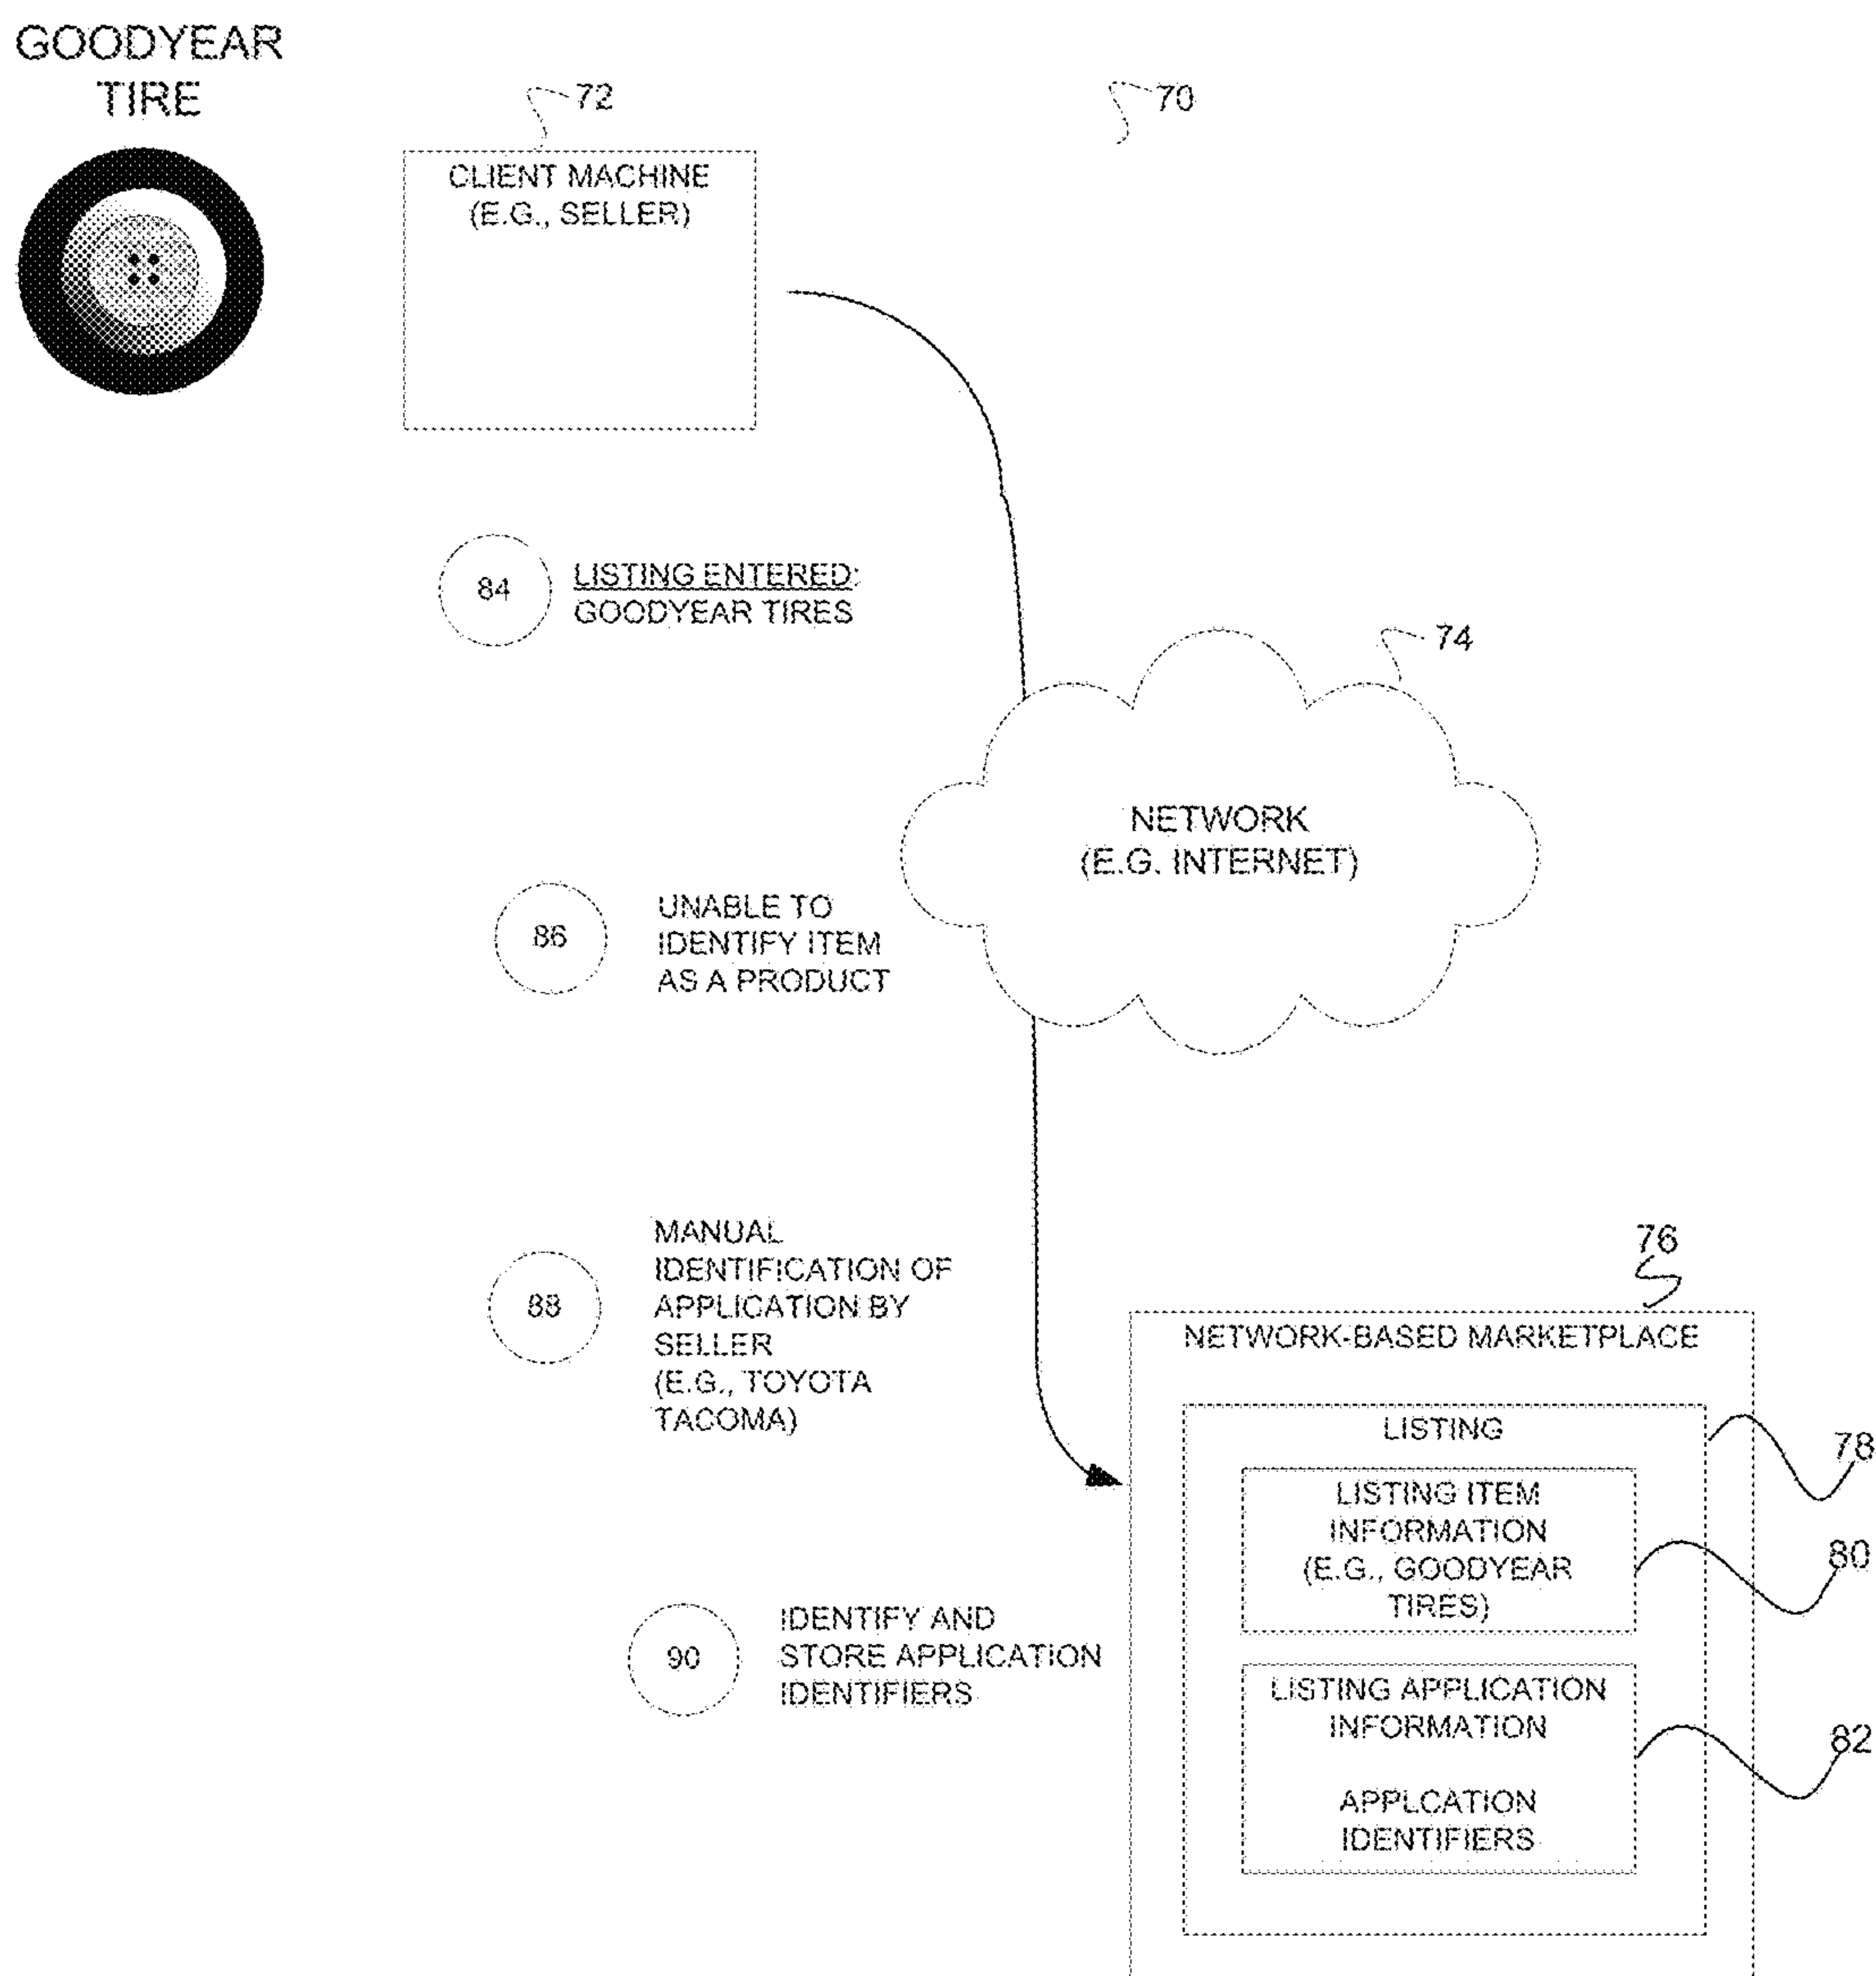 GOODYEAR
TIRE
72
70
CLIENT MACHINE
(E.G., SELLER)
84
LISTING ENTERED:
GOODYEAR TIRES
74
NETWORK
(E.G. INTERNET)
86
UNABLE TO
IDENTIFY ITEM
AS A PRODUCT
88
MANUAL
IDENTIFICATION OF
APPLICATION BY
SELLER
(E.G., TOYOTA
TACOMA)
76
NETWORK-BASED MARKETPLACE
LISTING
78
LISTING ITEM
INFORMATION
(E.G., GOODYEAR
TIRES)
80
90
IDENTIFY AND
STORE APPLICATION
IDENTIFIERS
LISTING APPLICATION
INFORMATION
82
APPLCATION
IDENTIFIERS